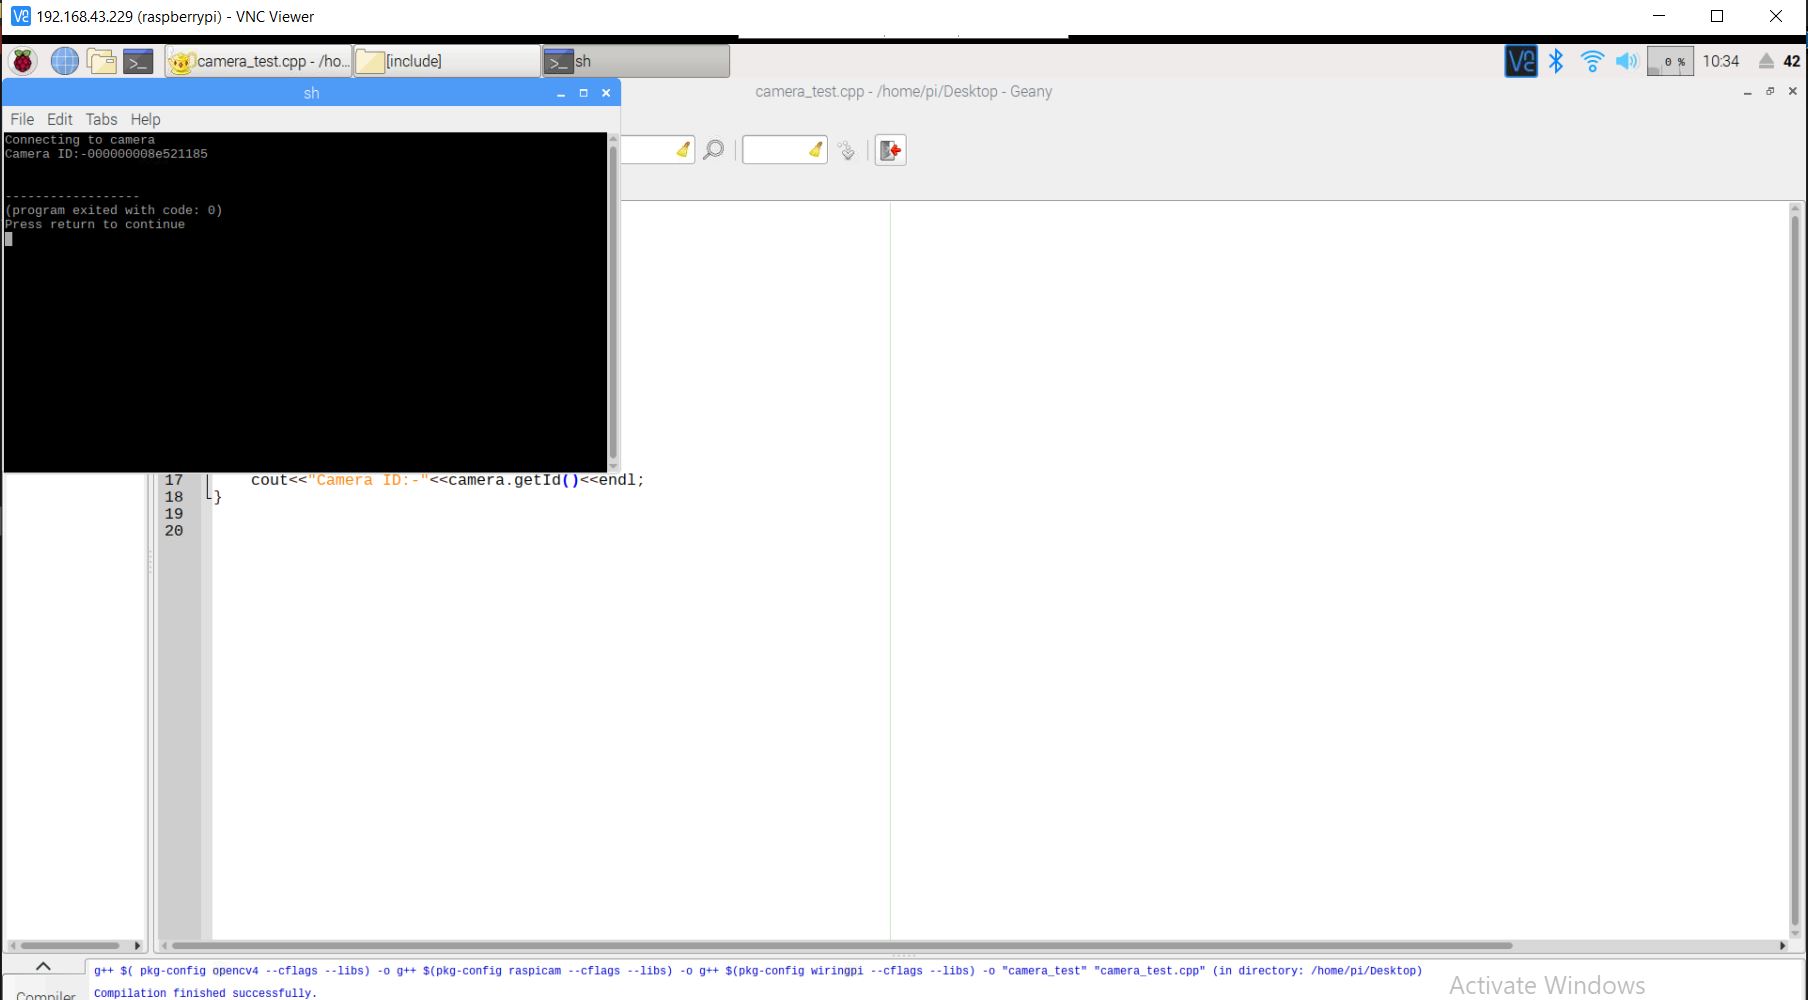 192.168.43.229 (raspberrypi) - VNC Viewer
camera_test.cpp - /ho...
[include]
sh
0 %
10:34
42
sh
camera_test.cpp - /home/pi/Desktop - Geany
File Edit Tabs Help
Connecting to camera
Camera ID:-000000008e521185
------------------
(program exited with code: 0)
Press return to continue
17 cout<<"Camera ID:-"<<camera.getId()<<endl;
18 }
19
20
g++ $( pkg-config opencv4 --cflags --libs) -o g++ $(pkg-config raspicam --cflags --libs) -o g++ $(pkg-config wiringpi --cflags --libs) -o "camera_test" "camera_test.cpp" (in directory: /home/pi/Desktop)
Compiler
Compilation finished successfully.
Activate Windows